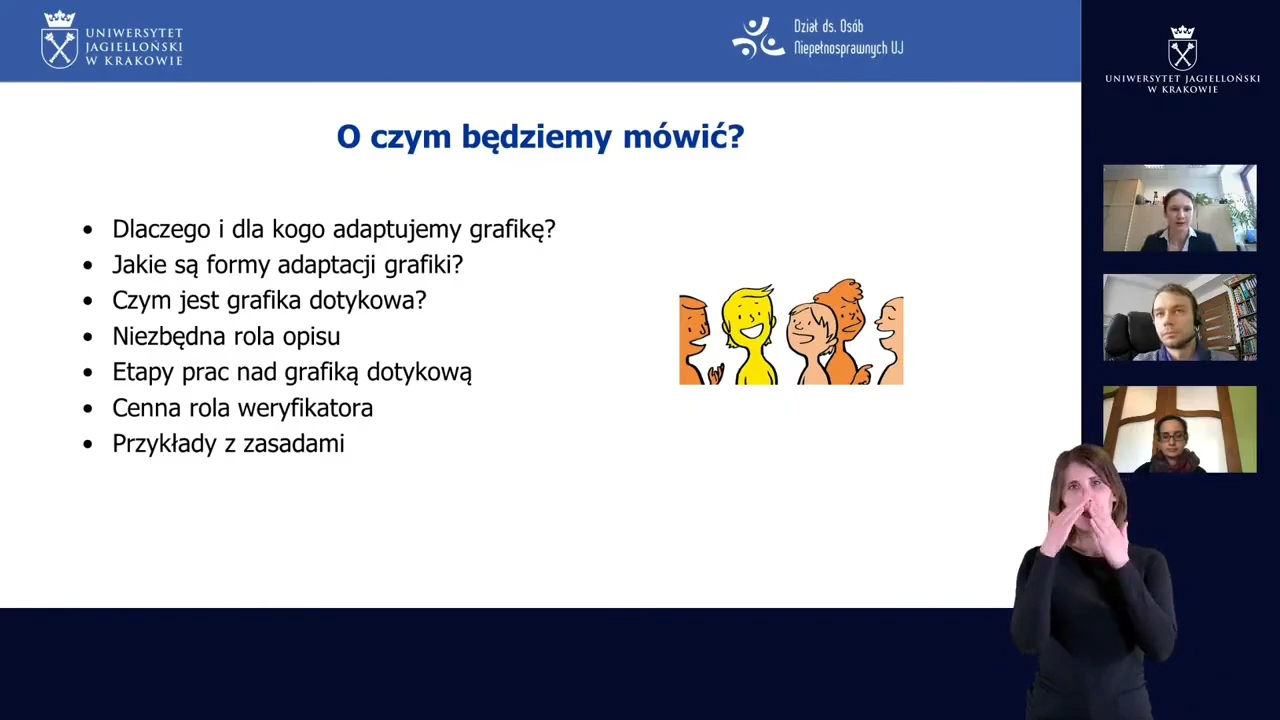 UNIWERSYTET
JAGIELLOŃSKI
W KRAKOWIE
Dział ds. Osób
Niepełnosprawnych UJ
UNIWERSYTET JAGIELLOŃSKI
W KRAKOWIE
O czym będziemy mówić?
• Dlaczego i dla kogo adaptujemy grafikę?
• Jakie są formy adaptacji grafiki?
• Czym jest grafika dotykowa?
• Niezbędna rola opisu
• Etapy prac nad grafiką dotykową
• Cenna rola weryfikatora
• Przykłady z zasadami